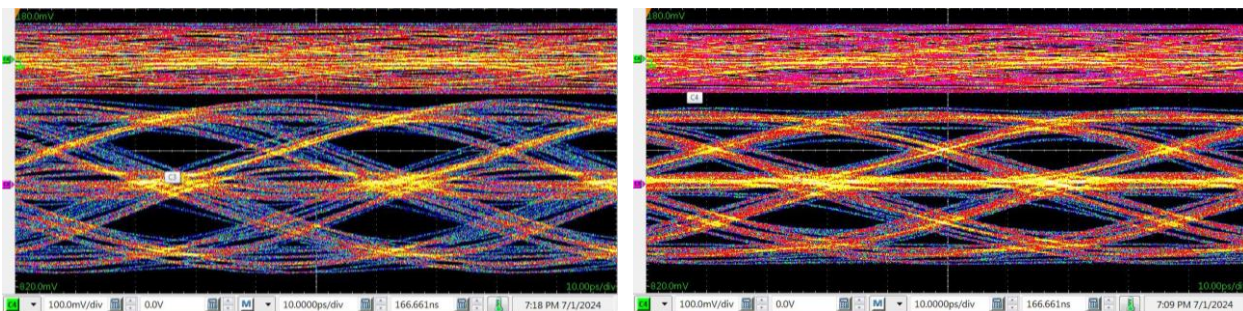 180.0mV
C3
-820.0mV
10.00ps/div
C4 100.0mV/div 0.0V M 10.0000ps/div 166.661ns 7:18 PM 7/1/2024
180.0mV
C4
-820.0mV
10.00ps/div
C4 100.0mV/div 0.0V M 10.0000ps/div 166.661ns 7:09 PM 7/1/2024